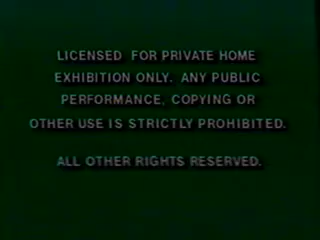 LICENSED FOR PRIVATE HOME
EXHIBITION ONLY. ANY PUBLIC
PERFORMANCE, COPYING OR
OTHER USE IS STRICTLY PROHIBITED.
ALL OTHER RIGHTS RESERVED.